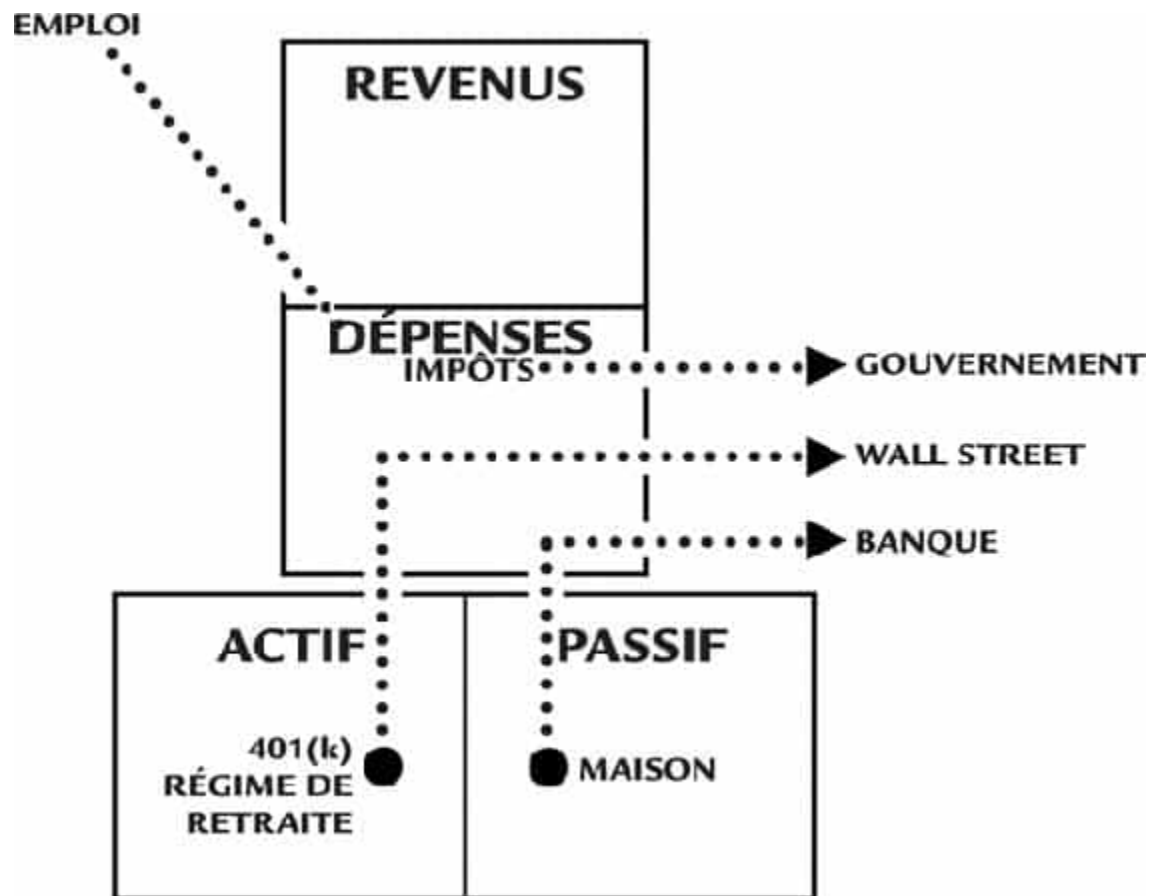 EMPLOI
REVENUS
DÉPENSES
IMPÔTS
GOUVERNEMENT
WALL STREET
BANQUE
ACTIF
PASSIF
401(k)
RÉGIME DE
RETRAITE
MAISON